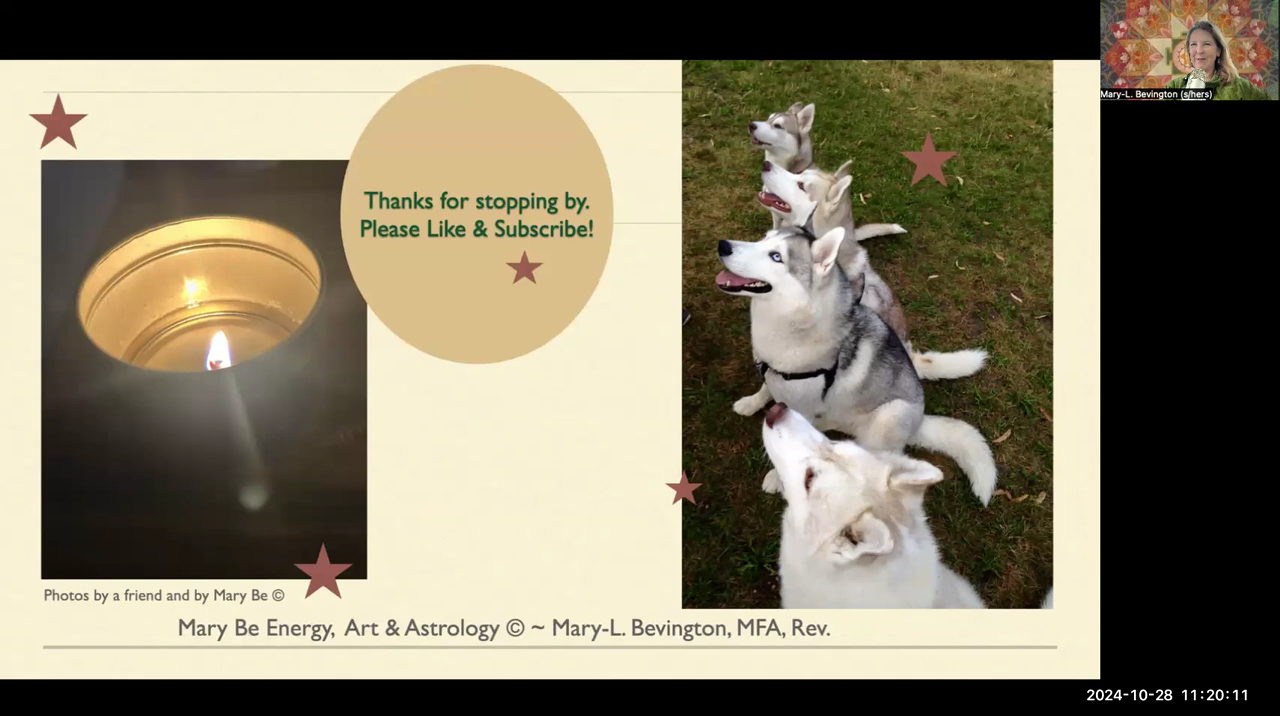 Mary-L. Bevington (s/hers)
Thanks for stopping by.
Please Like & Subscribe!
Photos by a friend and by Mary Be ©
Mary Be Energy, Art & Astrology © ~ Mary-L. Bevington, MFA, Rev.
2024-10-28 11:20:11